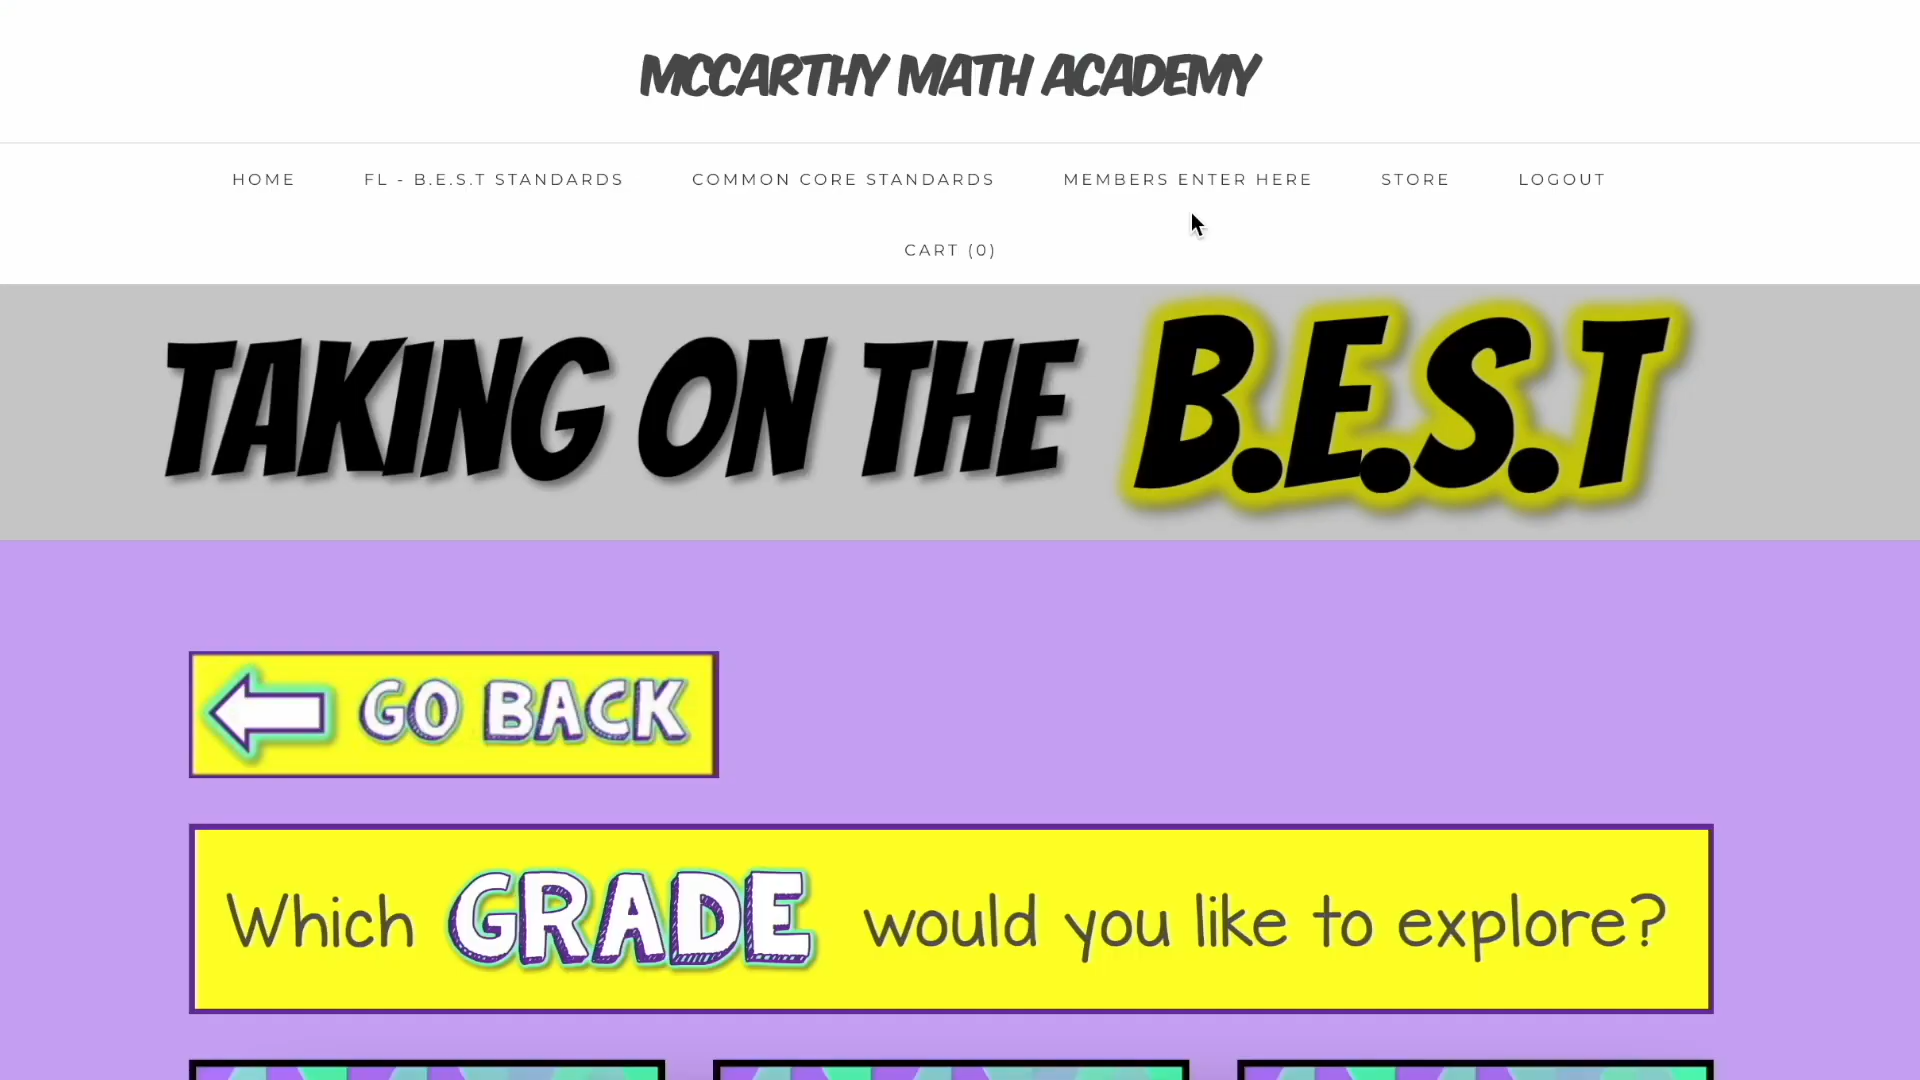 MCCARTHY MATH ACADEMY
HOME FL - B.E.S.T STANDARDS COMMON CORE STANDARDS MEMBERS ENTER HERE STORE LOGOUT
CART (0)
TAKING ON THE B.E.S.T
GO BACK
Which GRADE would you like to explore?